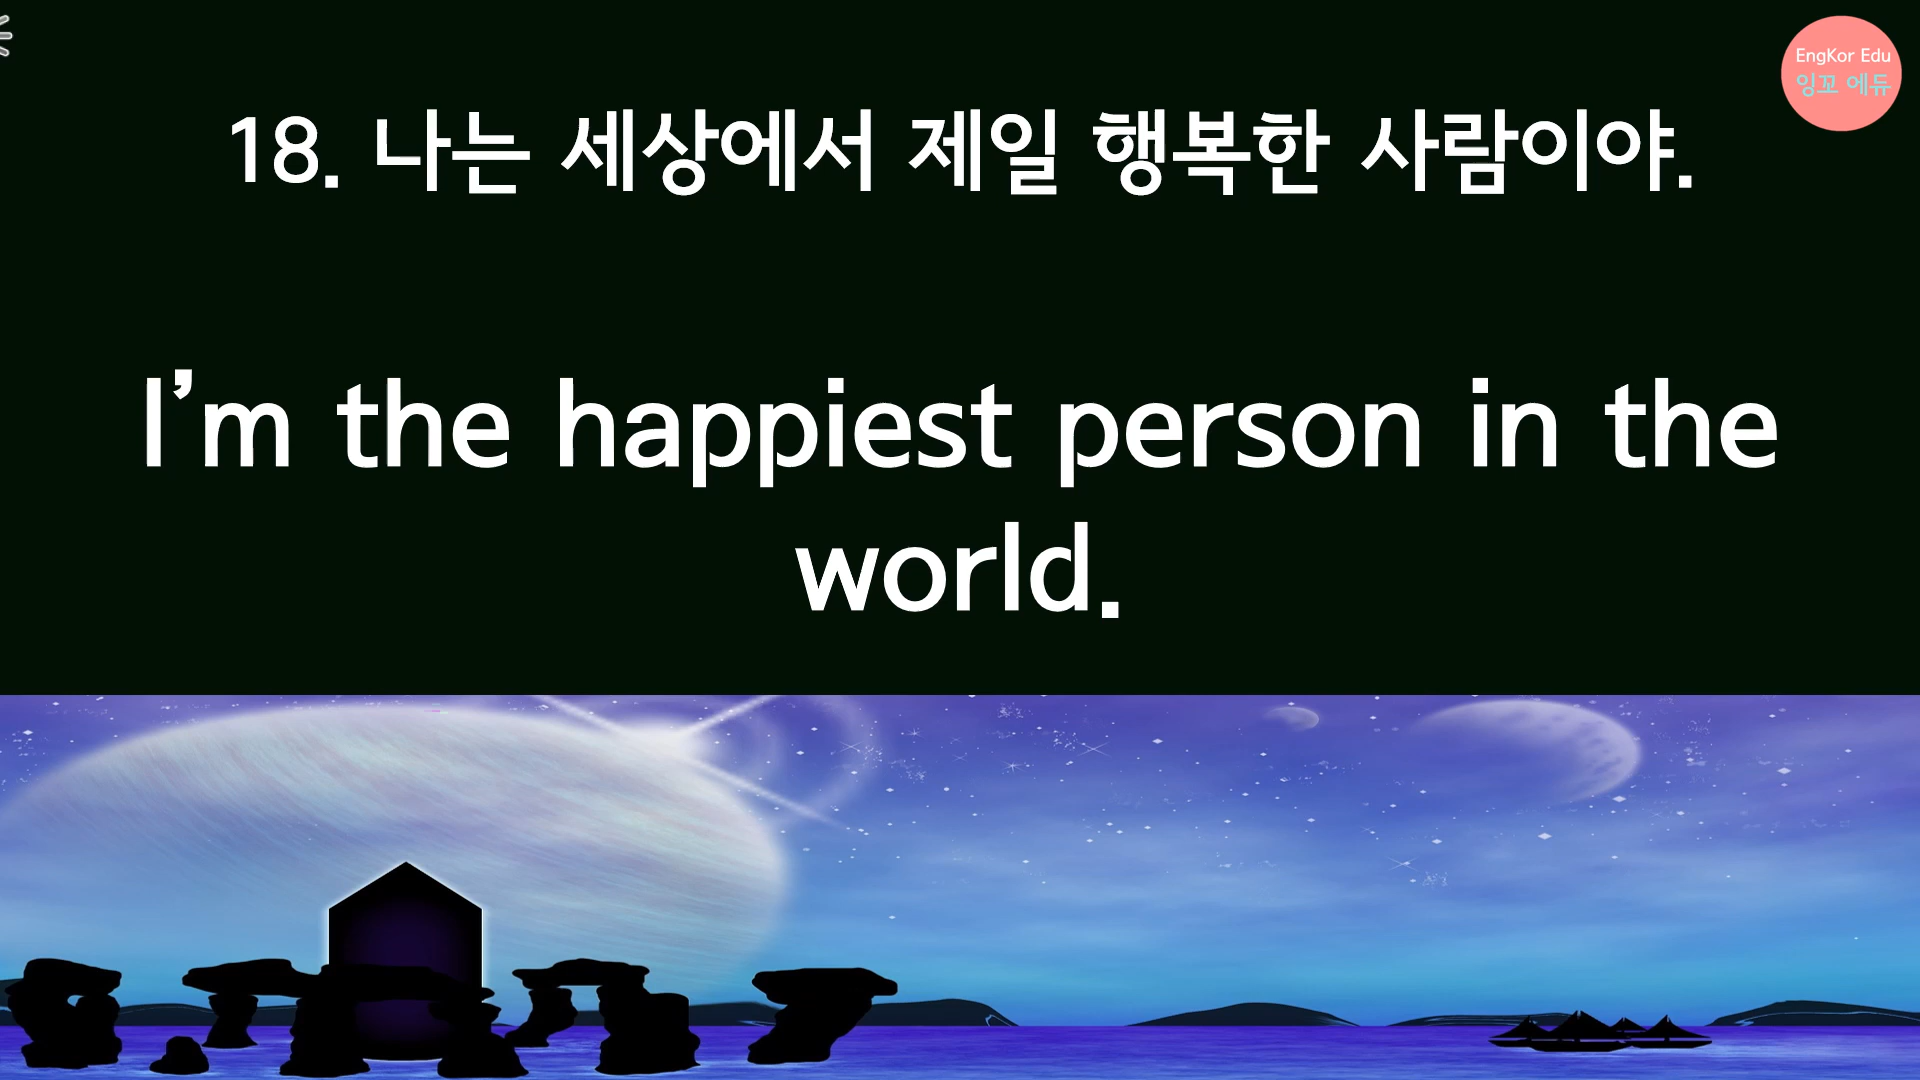 EngKor Edu
잉꼬 에듀
18. 나는 세상에서 제일 행복한 사람이야.
I’m the happiest person in the
world.